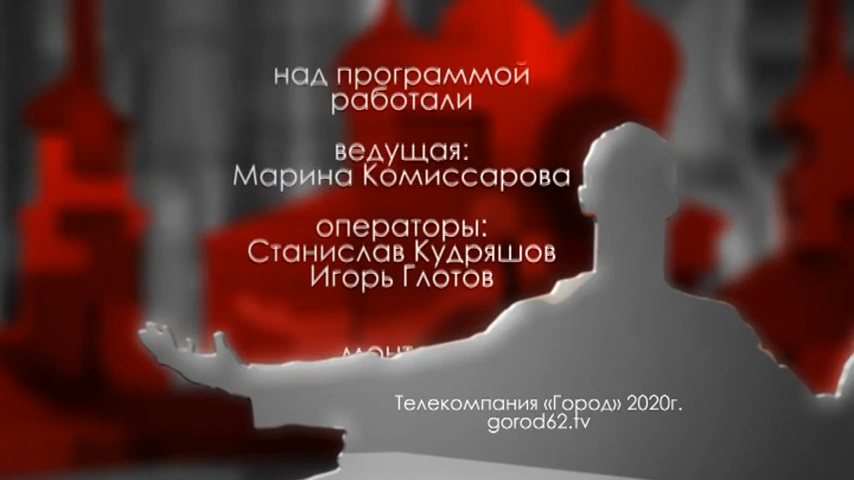 над программой
работали
ведущая:
Марина Комиссарова
операторы:
Станислав Кудряшов
Игорь Глотов
Телекомпания «Город» 2020г.
gorod62.tv